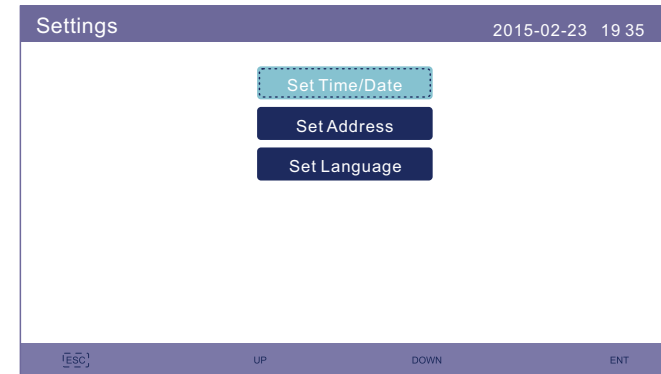 Settings 2015-02-23 19 35
Set Time/Date
Set Address
Set Language
ESC UP DOWN ENT